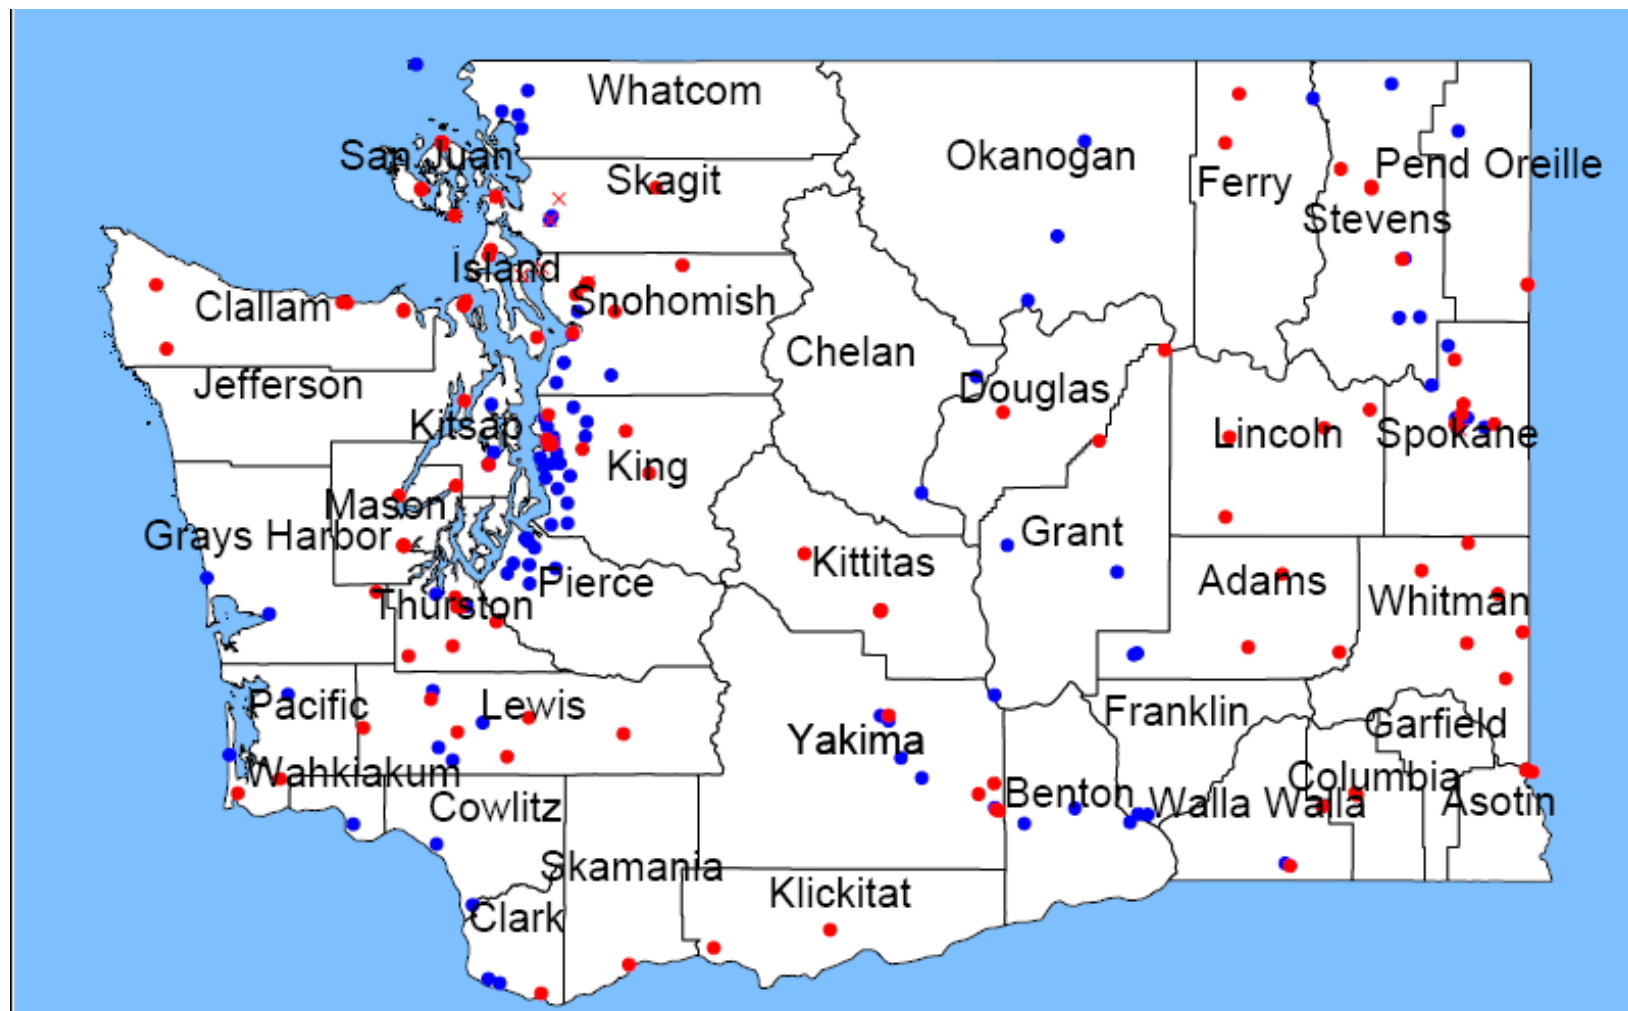 Whatcom
San Juan
Skagit
Okanogan
Ferry
Pend Oreille
Stevens
Island
Clallam
Snohomish
Chelan
Jefferson
Douglas
Kitsap
King
Lincoln
Spokane
Mason
Grays Harbor
Grant
Kittitas
Pierce
Adams
Thurston
Whitman
Pacific
Lewis
Franklin
Garfield
Yakima
Wahkiakum
Columbia
Benton
Walla Walla
Asotin
Cowlitz
Skamania
Klickitat
Clark